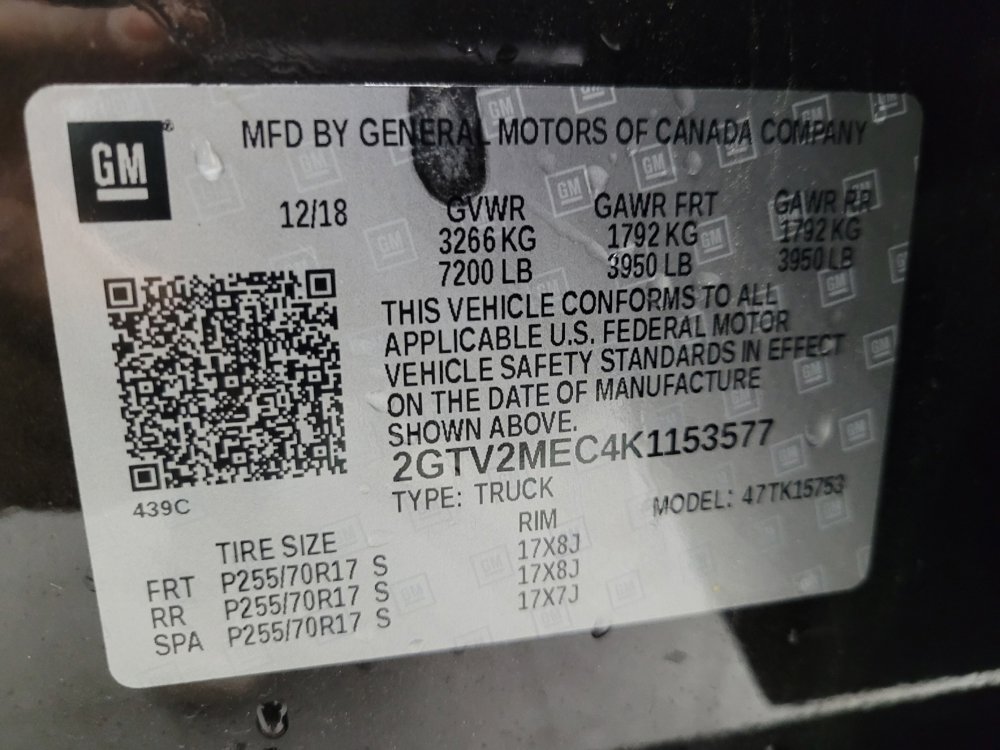 GM
MFD BY GENERAL MOTORS OF CANADA COMPANY
12/18
GVWR GAWR FRT GAWR RR
3266 KG 1792 KG 1792 KG
7200 LB 3950 LB 3950 LB
THIS VEHICLE CONFORMS TO ALL
APPLICABLE U.S. FEDERAL MOTOR
VEHICLE SAFETY STANDARDS IN EFFECT
ON THE DATE OF MANUFACTURE
SHOWN ABOVE.
2GTV2MEC4K1153577
439C
TYPE: TRUCK MODEL: 47TK15753
TIRE SIZE RIM
FRT P255/70R17 S 17X8J
RR P255/70R17 S 17X8J
SPA P255/70R17 S 17X7J